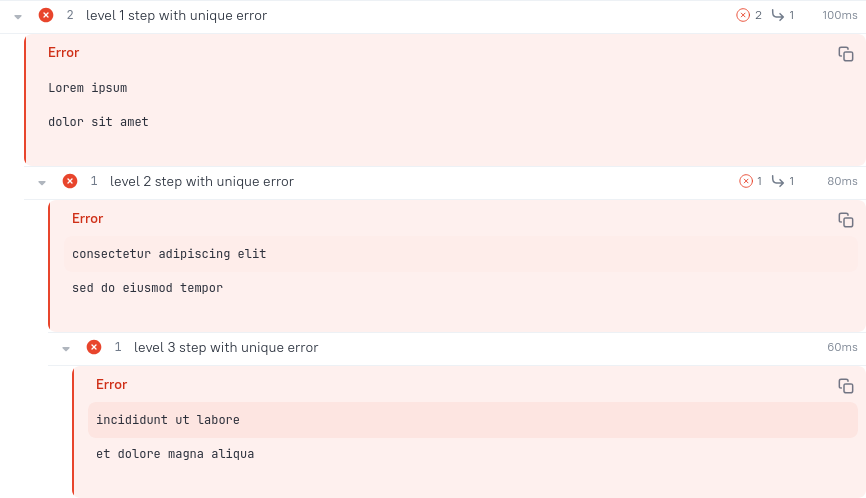 2 level 1 step with unique error 2 1 100ms
Error
Lorem ipsum
dolor sit amet
1 level 2 step with unique error 1 1 80ms
Error
consectetur adipiscing elit
sed do eiusmod tempor
1 level 3 step with unique error 60ms
Error
incididunt ut labore
et dolore magna aliqua